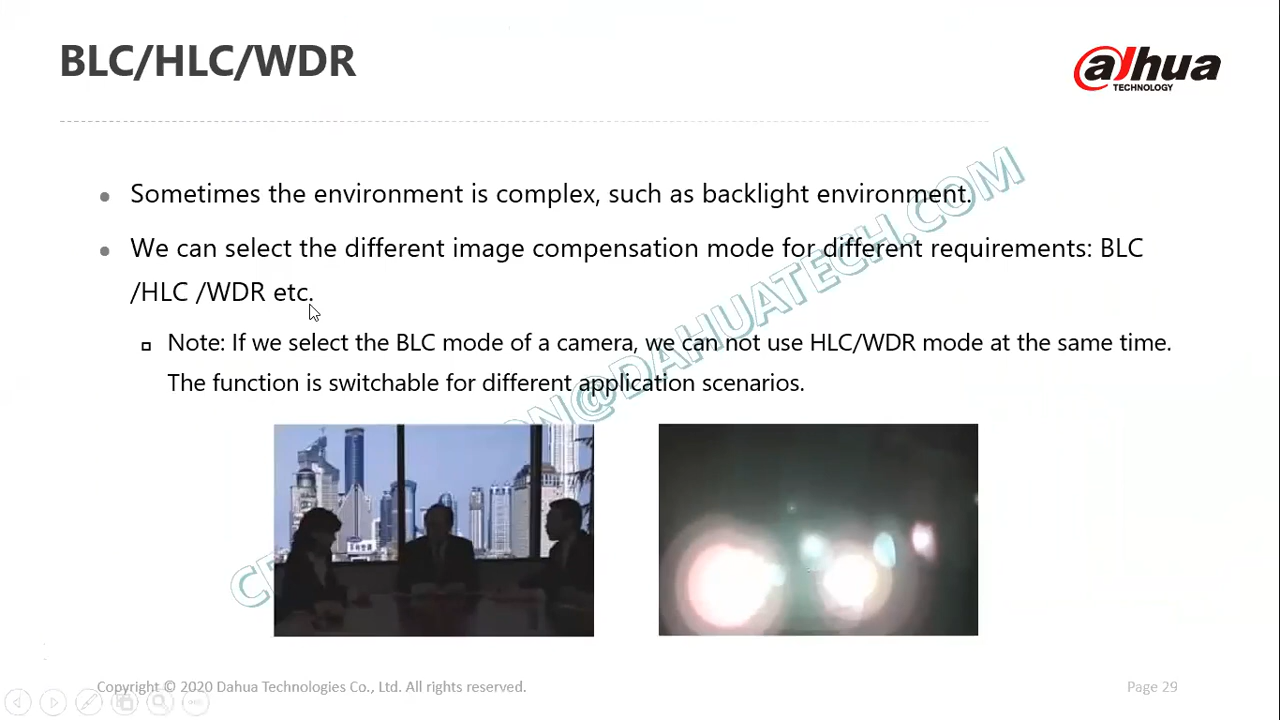 BLC/HLC/WDR
alhua
TECHNOLOGY
Sometimes the environment is complex, such as backlight environment.
We can select the different image compensation mode for different requirements: BLC
/HLC /WDR etc.
Note: If we select the BLC mode of a camera, we can not use HLC/WDR mode at the same time.
The function is switchable for different application scenarios.
ON@DAHUATECH.COM
Copyright © 2020 Dahua Technologies Co., Ltd. All rights reserved.
Page 29